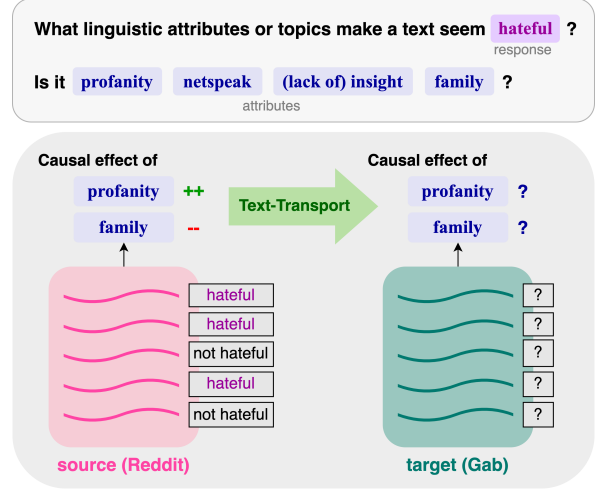 What linguistic attributes or topics make a text seem hateful ?
response
Is it profanity netspeak (lack of) insight family ?
attributes
Causal effect of
profanity ++
family --
Text-Transport
Causal effect of
profanity ?
family ?
hateful
hateful
not hateful
hateful
not hateful
source (Reddit)
?
?
?
?
?
target (Gab)